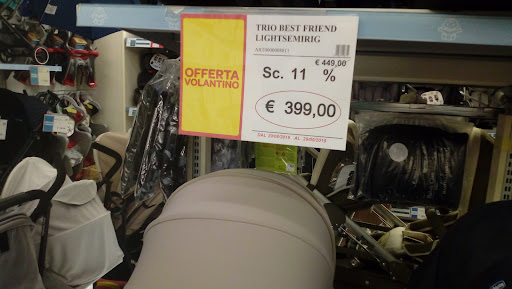 OFFERTA
VOLANTINO
TRIO BEST FRIEND
LIGHTSEMIRIG
€ 449,00
Sc. 11 %
€ 399,00